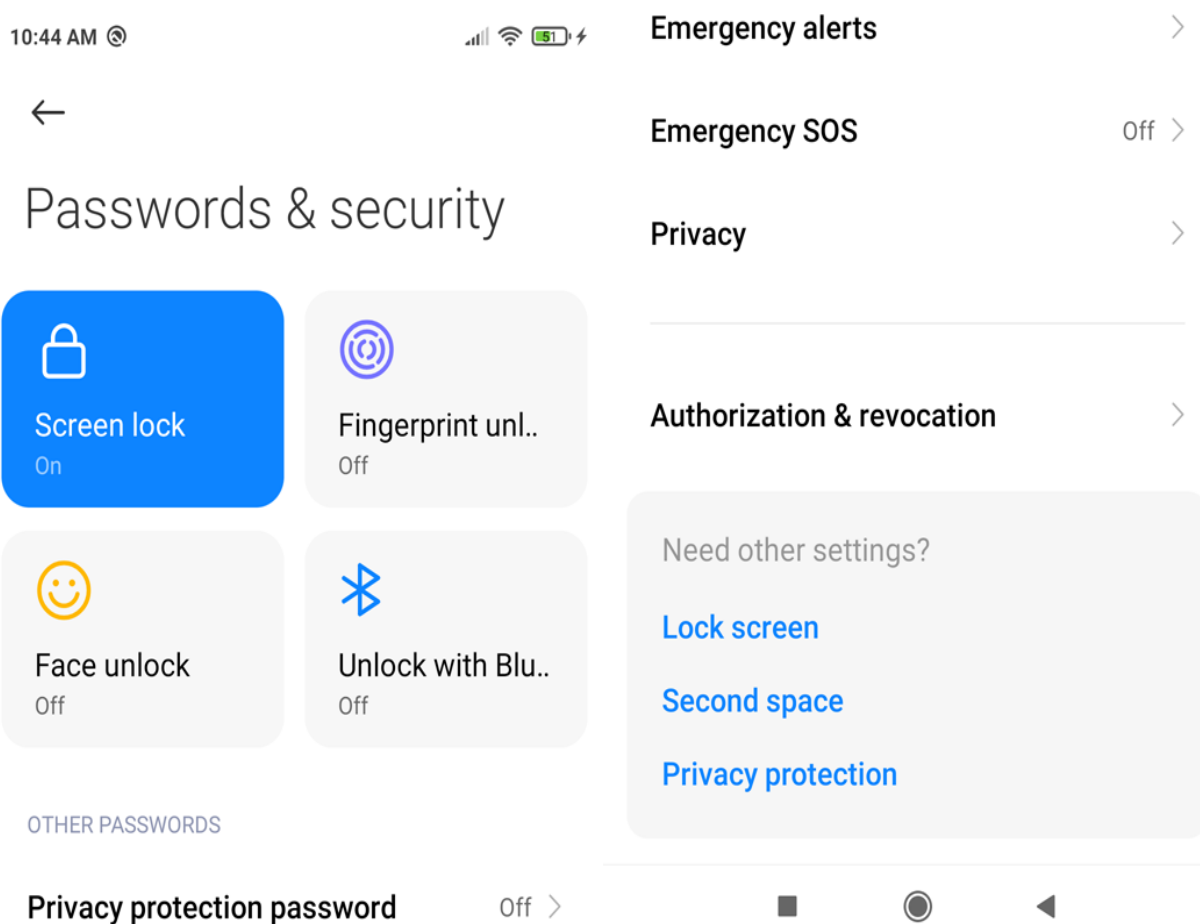 10:44 AM
51
Passwords & security
Screen lock
On
Fingerprint unl..
Off
Face unlock
Off
Unlock with Blu..
Off
OTHER PASSWORDS
Privacy protection password
Off
Emergency alerts
Emergency SOS
Off
Privacy
Authorization & revocation
Need other settings?
Lock screen
Second space
Privacy protection